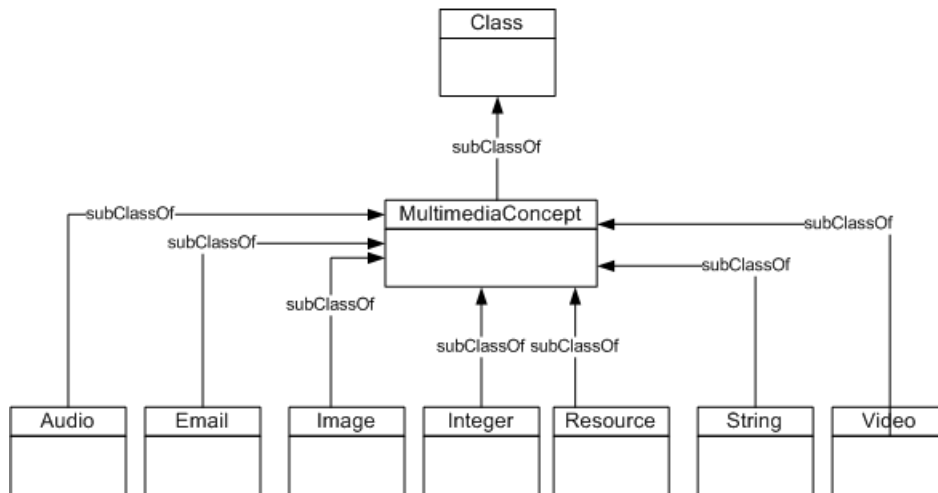 Class
subClassOf
MultimediaConcept
subClassOf
subClassOf
subClassOf
subClassOf
subClassOf
subClassOf
subClassOf
Audio
Email
Image
Integer
Resource
String
Video